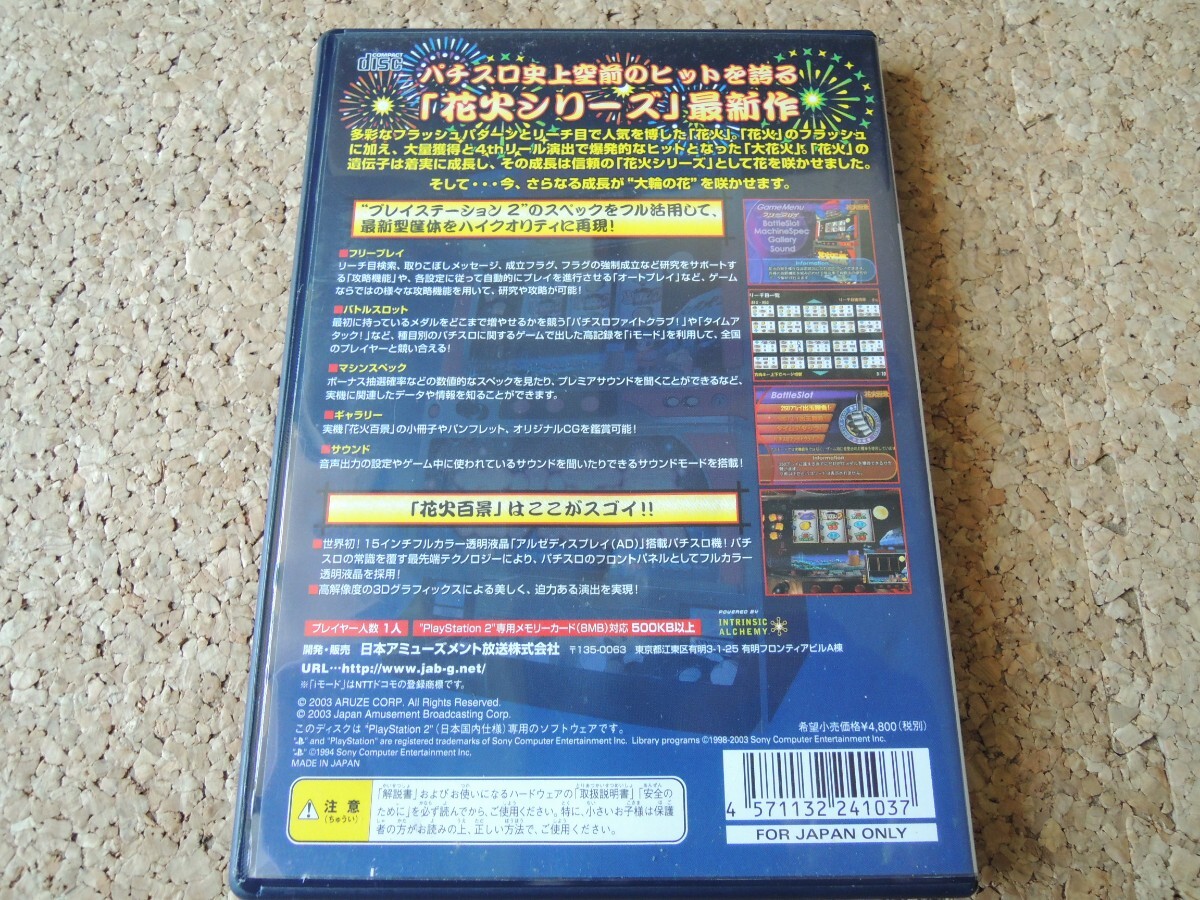 COMPACT
disc
パチスロ史上空前のヒットを誇る
「花火シリーズ」最新作
多彩なフラッシュパターンとリーチ目で人気を博した「花火」。「花火」のフラッシュ
に加え、大量獲得と4thリール演出で爆発的なヒットとなった「大花火」。「花火」の
遺伝子は着実に成長し、その成長は信頼の「花火シリーズ」として花を咲かせました。
そして・・・今、さらなる成長が"大輪の花"を咲かせます。
"プレイステーション 2"のスペックをフル活用して、
最新型筐体をハイクオリティに再現!
■フリープレイ
リーチ目検索、取りこぼしメッセージ、成立フラグ、フラグの強制成立など研究をサポートす
る「攻略機能」や、各設定に従って自動的にプレイを進行させる「オートプレイ」など、ゲーム
ならではの様々な攻略機能を用いて、研究や攻略が可能!
■バトルスロット
最初に持っているメダルをどこまで増やせるかを競う「パチスロファイトクラブ!」や「タイムア
タック!」など、種目別のパチスロに関するゲームで出した高記録を「iモード」を利用して、全国
のプレイヤーと競い合える!
■マシンスペック
ボーナス抽選確率などの数値的なスペックを見たり、プレミアサウンドを聞くことができるなど、
実機に関連したデータや情報を知ることができます。
■ギャラリー
実機「花火百景」の小冊子やパンフレット、オリジナルCGを鑑賞可能!
■サウンド
音声出力の設定やゲーム中に使われているサウンドを聞いたりできるサウンドモードを搭載!
Game Menu
BattleSlot
MachineSpec
Gallery
Sound
Information
リーチ目一覧
BattleSlot
Information
「花火百景」はここがスゴイ!!
■世界初!15インチフルカラー透明液晶「アルゼディスプレイ(AD)」搭載パチスロ機!パチ
スロの常識を覆す最先端テクノロジーにより、パチスロのフロントパネルとしてフルカラー
透明液晶を採用!
■高解像度の3Dグラフィックスによる美しく、迫力ある演出を実現!
プレイヤー人数 1人
"PlayStation 2"専用メモリーカード(8MB)対応 500KB以上
POWERED BY
INTRINSIC
ALCHEMY
開発・販売 日本アミューズメント放送株式会社 〒135-0063 東京都江東区有明3-1-25 有明フロンティアビルA棟
URL…http://www.jab-g.net/
※「iモード」はNTTドコモの登録商標です。
© 2003 ARUZE CORP. All Rights Reserved.
© 2003 Japan Amusement Broadcasting Corp.
このディスクは "PlayStation 2"(日本国内仕様)専用のソフトウェアです。
希望小売価格¥4,800(税別)
" " and "PlayStation" are registered trademarks of Sony Computer Entertainment Inc. Library programs ©1998-2003 Sony Computer Entertainment Inc.
" " ©1994 Sony Computer Entertainment Inc.
MADE IN JAPAN
注意
(ちゅうい)
「解説書」およびお使いになるハードウェアの「取扱説明書」「安全の
ために」を必ず読んでから、ご使用ください。特に、小さいお子様は保護
者の方がお読みの上、正しい方法で、ご使用ください。
4 571132 241037
FOR JAPAN ONLY